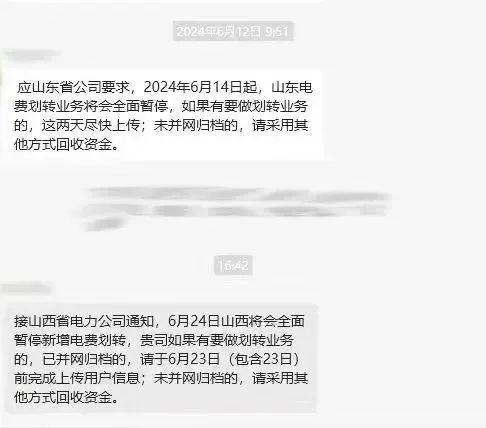 2024年6月12日 9:51
应山东省公司要求，2024年6月14日起，山东电
费划转业务将会全面暂停，如果有要做划转业务
的，这两天尽快上传；未并网归档的，请采用其
他方式回收资金。
16:42
接山西省电力公司通知，6月24日山西将会全面
暂停新增电费划转，贵司如果有要做划转业务
的，已并网归档的，请于6月23日（包含23日）
前完成上传用户信息；未并网归档的，请采用其
他方式回收资金。